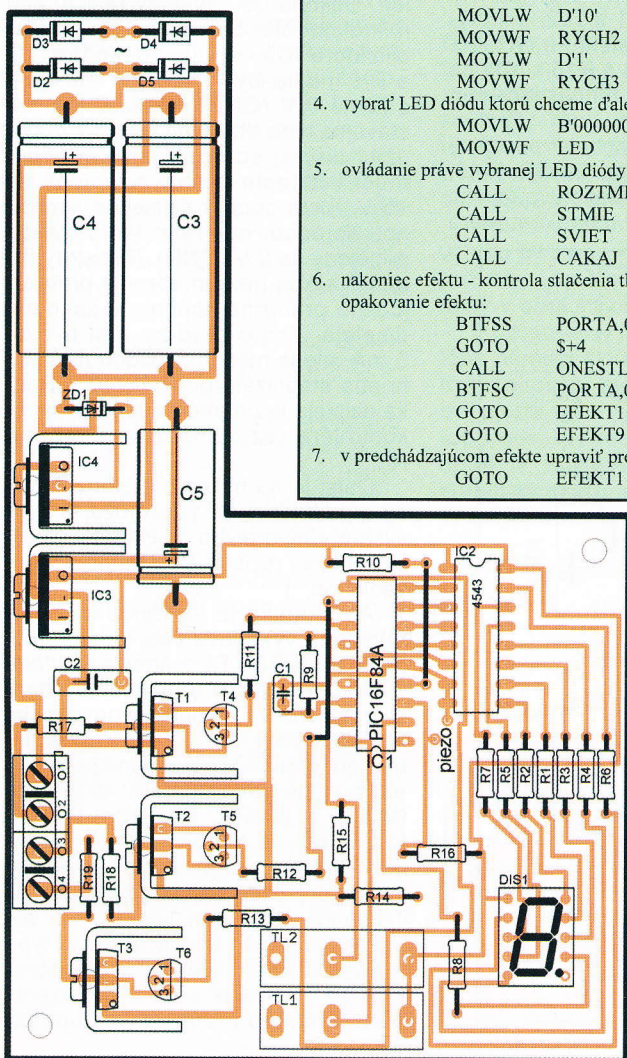 MOVLW D'10'
MOVWF RYCH2
MOVLW D'1'
MOVWF RYCH3
4. vybrať LED diódu ktorú chceme ďale
MOVLW B'000000
MOVWF LED
5. ovládanie práve vybranej LED diódy
CALL ROZTMI
CALL STMIE
CALL SVIET
CALL CAKAJ
6. nakoniec efektu - kontrola stlačenia tl
opakovanie efektu:
BTFSS PORTA,0
GOTO $+4
CALL ONESTL
BTFSC PORTA,0
GOTO EFEKT1
GOTO EFEKT9
7. v predchádzajúcom efekte upraviť pre
GOTO EFEKT1
D3 D4
~
D2 D5
+ +
C4 C3
ZD1
IC4
C5
+
IC3
R10
IC2
4543
C2
R11
C1
R9
PIC16F84A
IC1
piezo
R17
T1 T4
3 2 1
O1
O2
O3
O4
T2 T5
3 2 1
R7 R5 R2 R1 R3 R4 R6
R19 R18
R12
R15
R16
R14
DIS1
8.
R13
T3 T6
3 2 1
TL2
R8
TL1